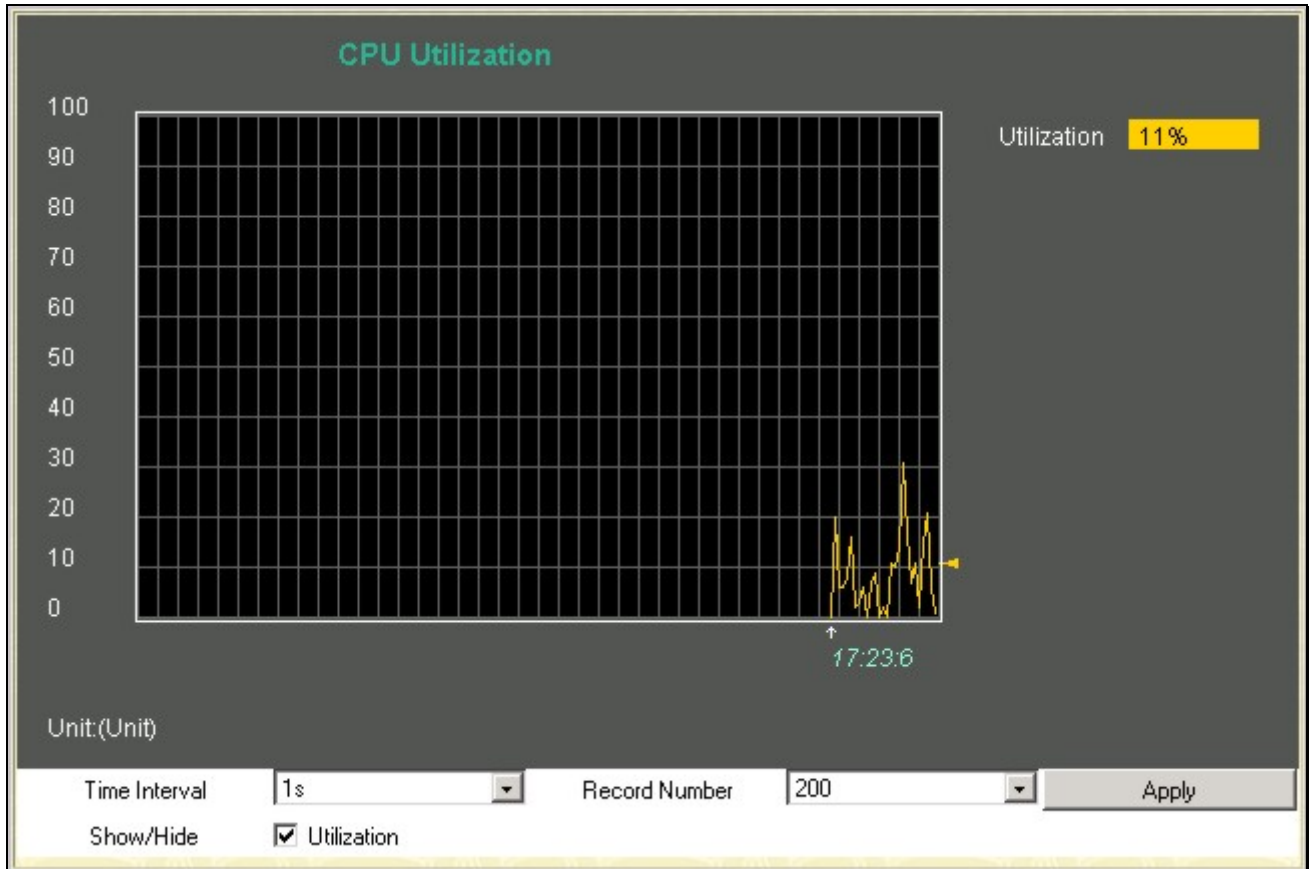 CPU Utilization
100
90
80
70
60
50
40
30
20
10
0
Utilization 11%
17:23:6
Unit:(Unit)
Time Interval 1s Record Number 200 Apply
Show/Hide Utilization